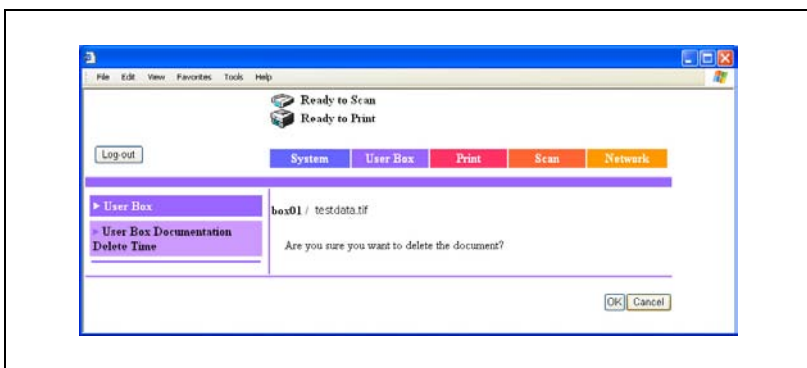 File Edit View Favorites Tools Help
Ready to Scan
Ready to Print
Log-out
System User Box Print Scan Network
User Box
User Box Documentation
Delete Time
box01 / testdata.tif
Are you sure you want to delete the document?
OK Cancel